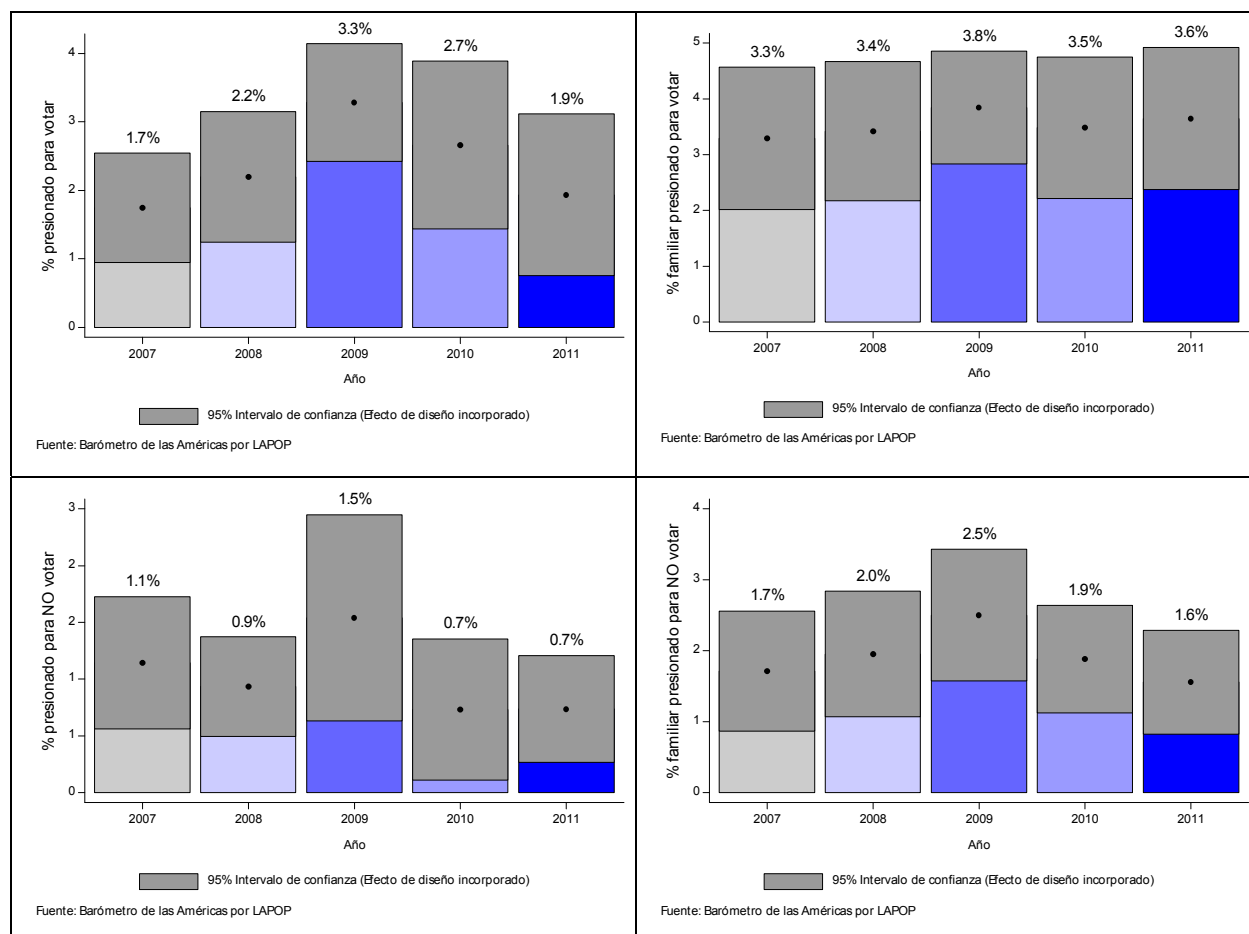 % presionado para votar
4
3
2
1
0
1.7%
2.2%
3.3%
2.7%
1.9%
2007 2008 2009 2010 2011
Año
95% Intervalo de confianza (Efecto de diseño incorporado)
Fuente: Barómetro de las Américas por LAPOP
% familiar presionado para votar
5
4
3
2
1
0
3.3%
3.4%
3.8%
3.5%
3.6%
2007 2008 2009 2010 2011
Año
95% Intervalo de confianza (Efecto de diseño incorporado)
Fuente: Barómetro de las Américas por LAPOP
% presionado para NO votar
3
2
2
1
1
0
1.1%
0.9%
1.5%
0.7%
0.7%
2007 2008 2009 2010 2011
Año
95% Intervalo de confianza (Efecto de diseño incorporado)
Fuente: Barómetro de las Américas por LAPOP
% familiar presionado para NO votar
4
3
2
1
0
1.7%
2.0%
2.5%
1.9%
1.6%
2007 2008 2009 2010 2011
Año
95% Intervalo de confianza (Efecto de diseño incorporado)
Fuente: Barómetro de las Américas por LAPOP